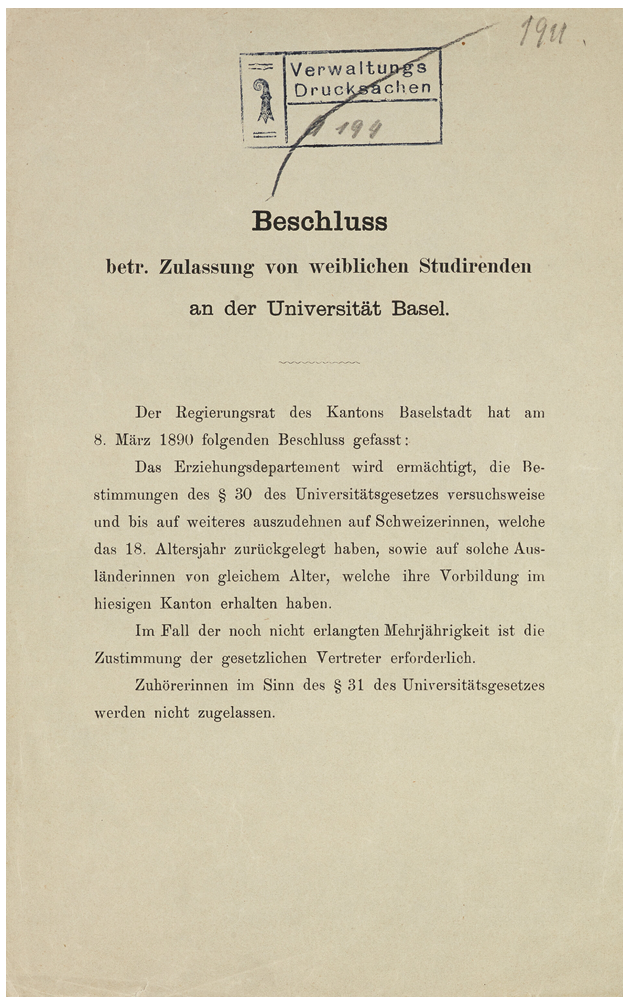 1911.
Verwaltungs
Drucksachen
Beschluss
betr. Zulassung von weiblichen Studirenden
an der Universität Basel.
Der Regierungsrat des Kantons Baselstadt hat am
8. März 1890 folgenden Beschluss gefasst:
Das Erziehungsdepartement wird ermächtigt, die Be-
stimmungen des § 30 des Universitätsgesetzes versuchsweise
und bis auf weiteres auszudehnen auf Schweizerinnen, welche
das 18. Altersjahr zurückgelegt haben, sowie auf solche Aus-
länderinnen von gleichem Alter, welche ihre Vorbildung im
hiesigen Kanton erhalten haben.
Im Fall der noch nicht erlangten Mehrjährigkeit ist die
Zustimmung der gesetzlichen Vertreter erforderlich.
Zuhörerinnen im Sinn des § 31 des Universitätsgesetzes
werden nicht zugelassen.